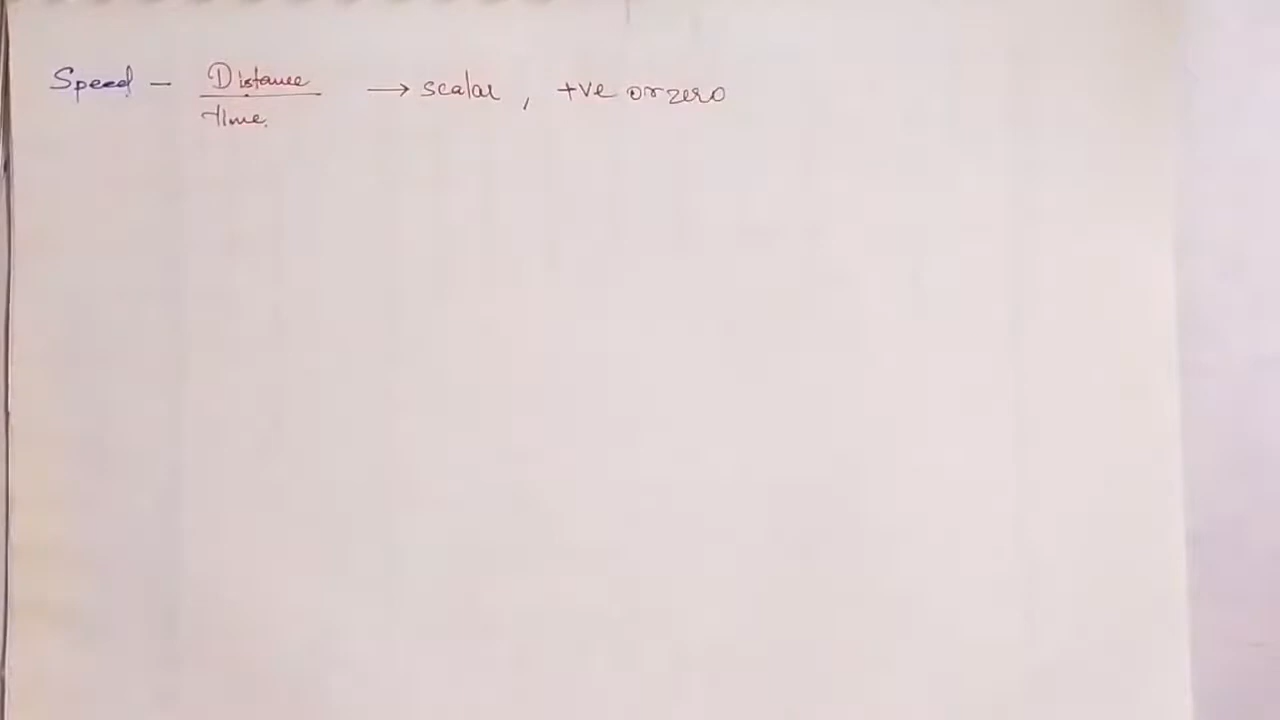 Speed - Distance / Time → scalar, +ve or zero